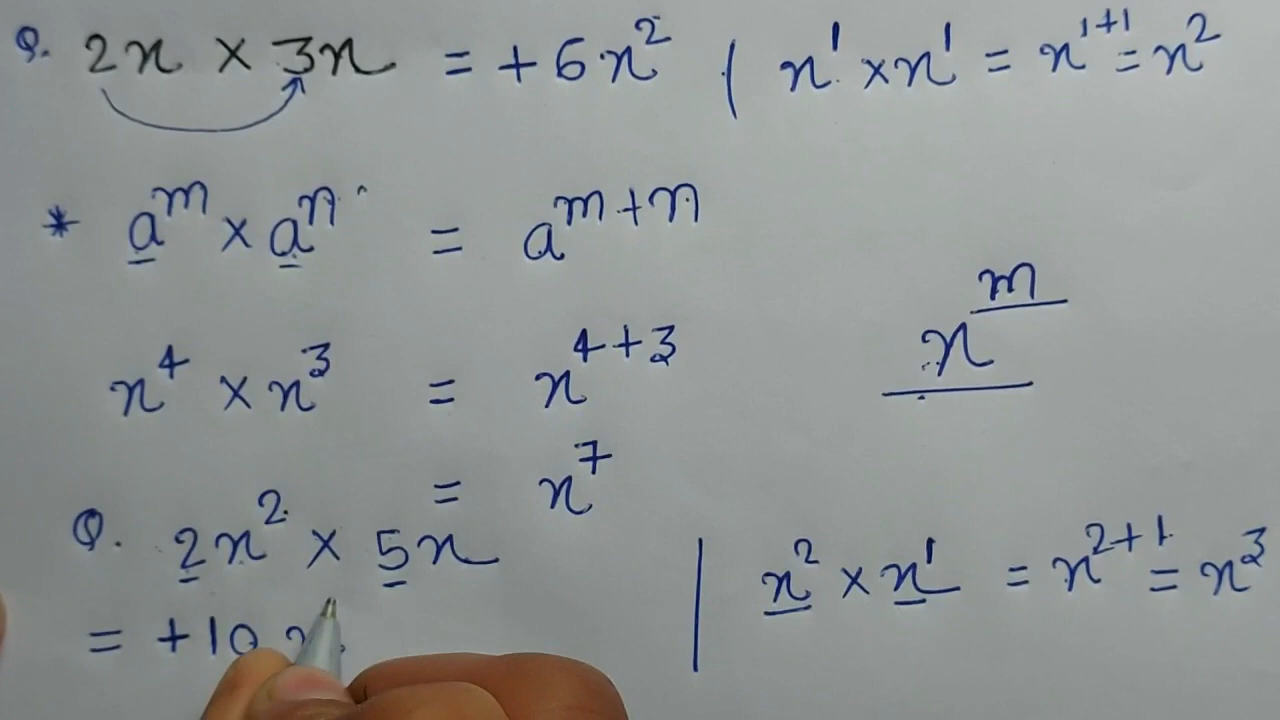 Q. 2x × 3x = +6x² | x¹ × x¹ = x¹⁺¹ = x²
* aᵐ × aⁿ = aᵐ⁺ⁿ
xᵐ
x⁴ × x³ = x⁴⁺³
= x⁷
Q. 2x² × 5x | x² × x¹ = x²⁺¹ = x³
= +10x